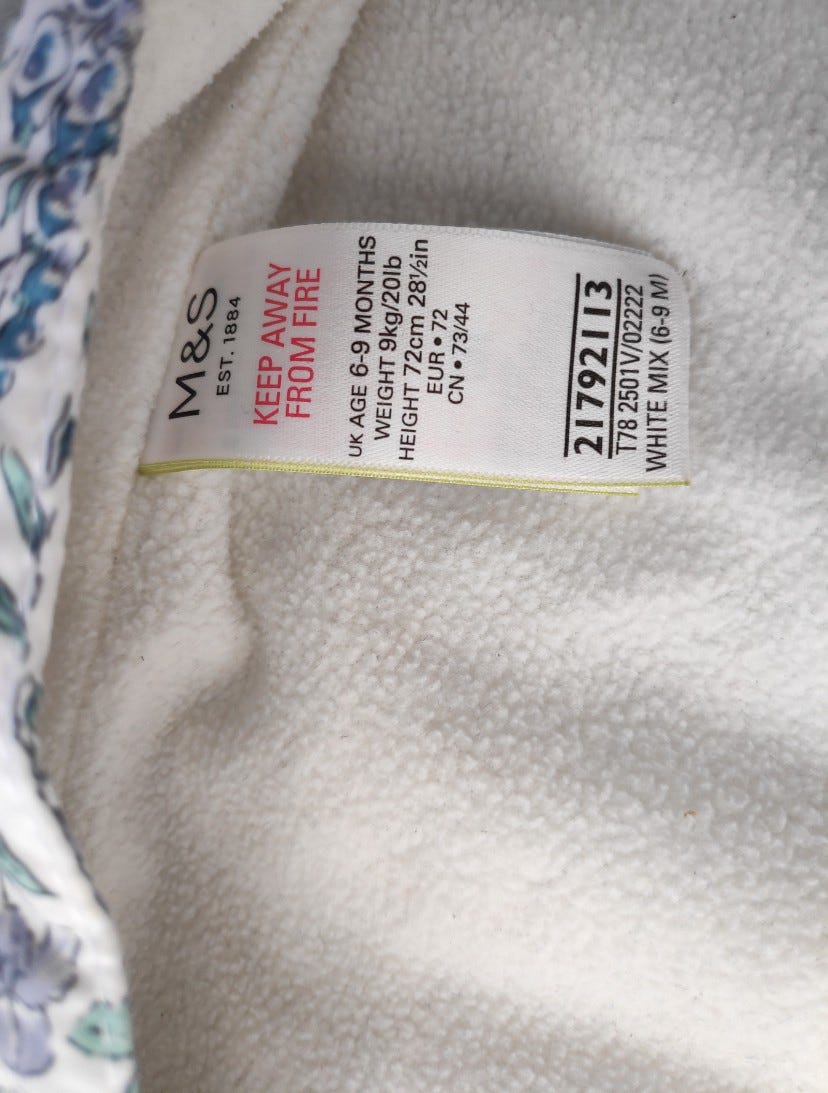 M&S
EST. 1884
KEEP AWAY
FROM FIRE
UK AGE 6-9 MONTHS
WEIGHT 9kg/20lb
HEIGHT 72cm 28½in
EUR • 72
CN • 73/44
21792113
T78 2501V/02222
WHITE MIX (6-9 M)